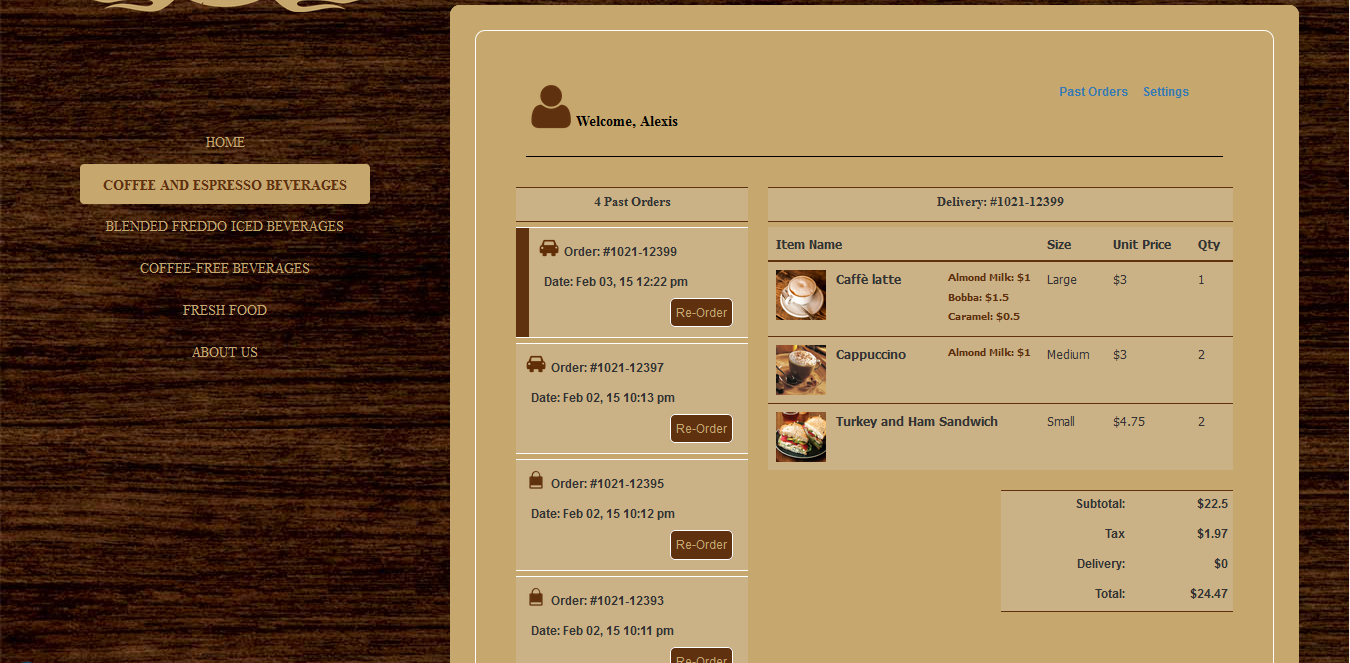 HOME
COFFEE AND ESPRESSO BEVERAGES
BLENDED FREDDO ICED BEVERAGES
COFFEE-FREE BEVERAGES
FRESH FOOD
ABOUT US
Welcome, Alexis
Past Orders Settings
4 Past Orders
Order: #1021-12399
Date: Feb 03, 15 12:22 pm
Re-Order
Order: #1021-12397
Date: Feb 02, 15 10:13 pm
Re-Order
Order: #1021-12395
Date: Feb 02, 15 10:12 pm
Re-Order
Order: #1021-12393
Date: Feb 02, 15 10:11 pm
Re-Order
Delivery: #1021-12399
Item Name Size Unit Price Qty
Caffè latte Almond Milk: $1 Large $3 1
Bobba: $1.5
Caramel: $0.5
Cappuccino Almond Milk: $1 Medium $3 2
Turkey and Ham Sandwich Small $4.75 2
Subtotal: $22.5
Tax $1.97
Delivery: $0
Total: $24.47